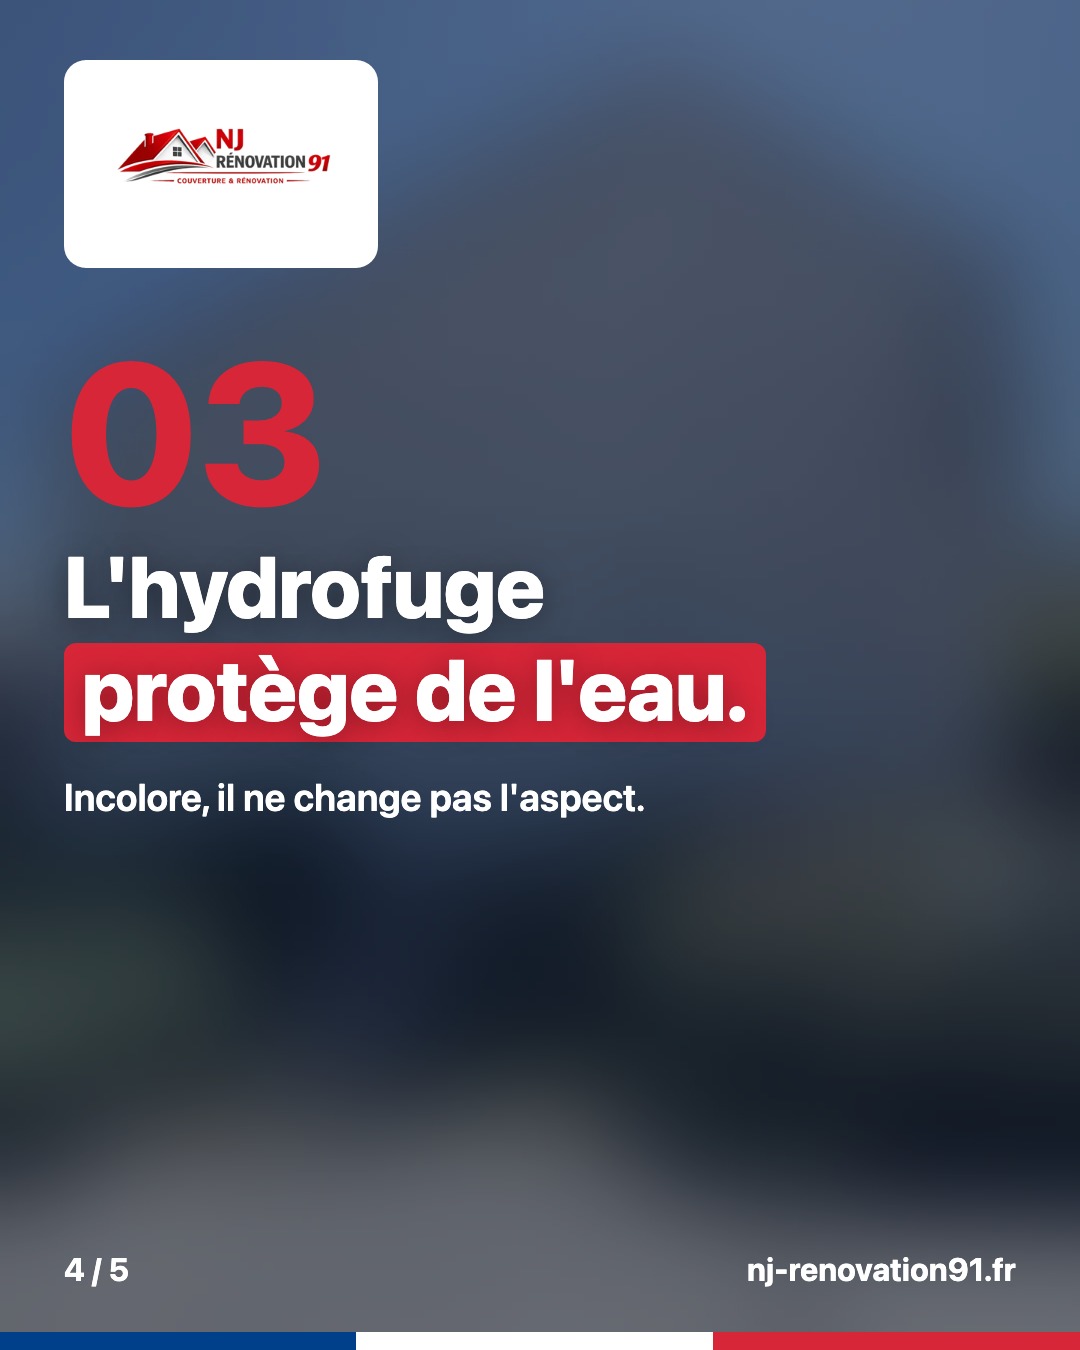 NJ
RÉNOVATION 91
COUVERTURE & RÉNOVATION
03
L'hydrofuge
protège de l'eau.
Incolore, il ne change pas l'aspect.
4 / 5
nj-renovation91.fr